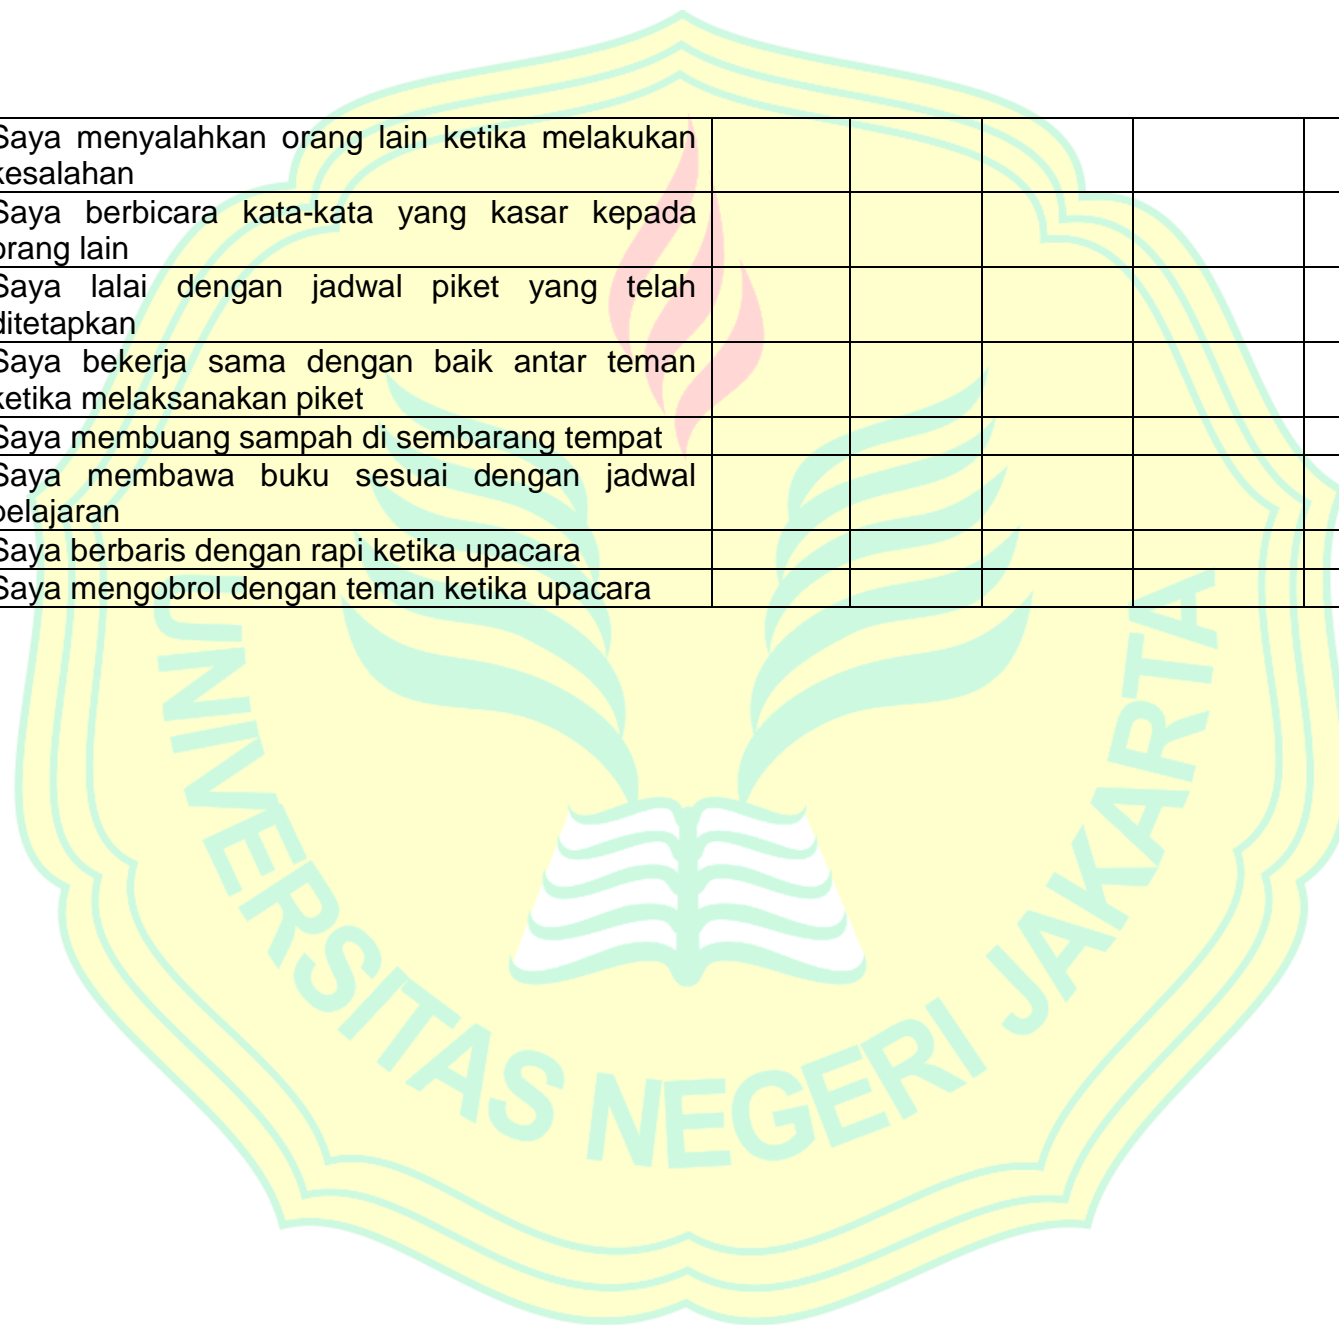 Saya menyalahkan orang lain ketika melakukan
kesalahan
Saya berbicara kata-kata yang kasar kepada
orang lain
Saya lalai dengan jadwal piket yang telah
ditetapkan
Saya bekerja sama dengan baik antar teman
ketika melaksanakan piket
Saya membuang sampah di sembarang tempat
Saya membawa buku sesuai dengan jadwal
pelajaran
Saya berbaris dengan rapi ketika upacara
Saya mengobrol dengan teman ketika upacara
UNIVERSITAS NEGERI JAKARTA